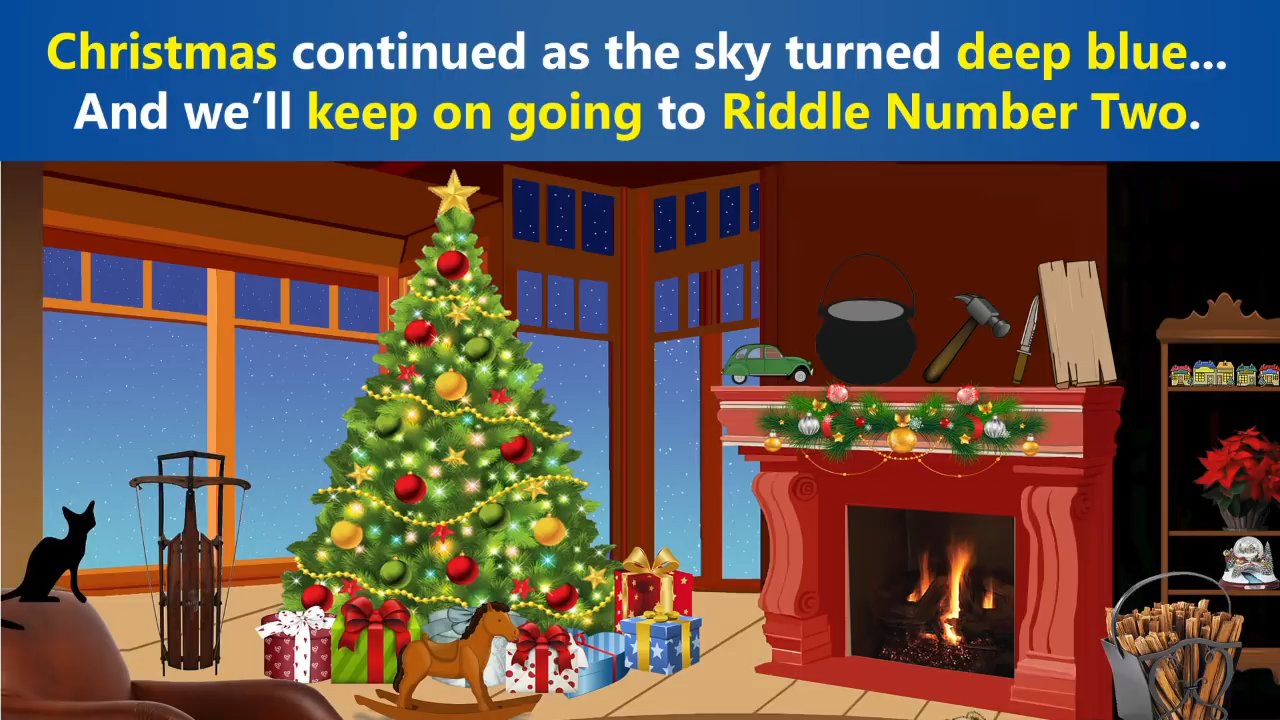 Christmas continued as the sky turned deep blue...
And we’ll keep on going to Riddle Number Two.